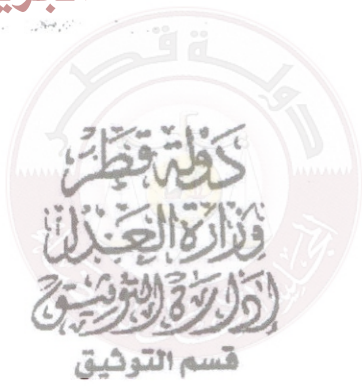 دولة قطر
وزارة العدل
إدارة التوثيق
قسم التوثيق